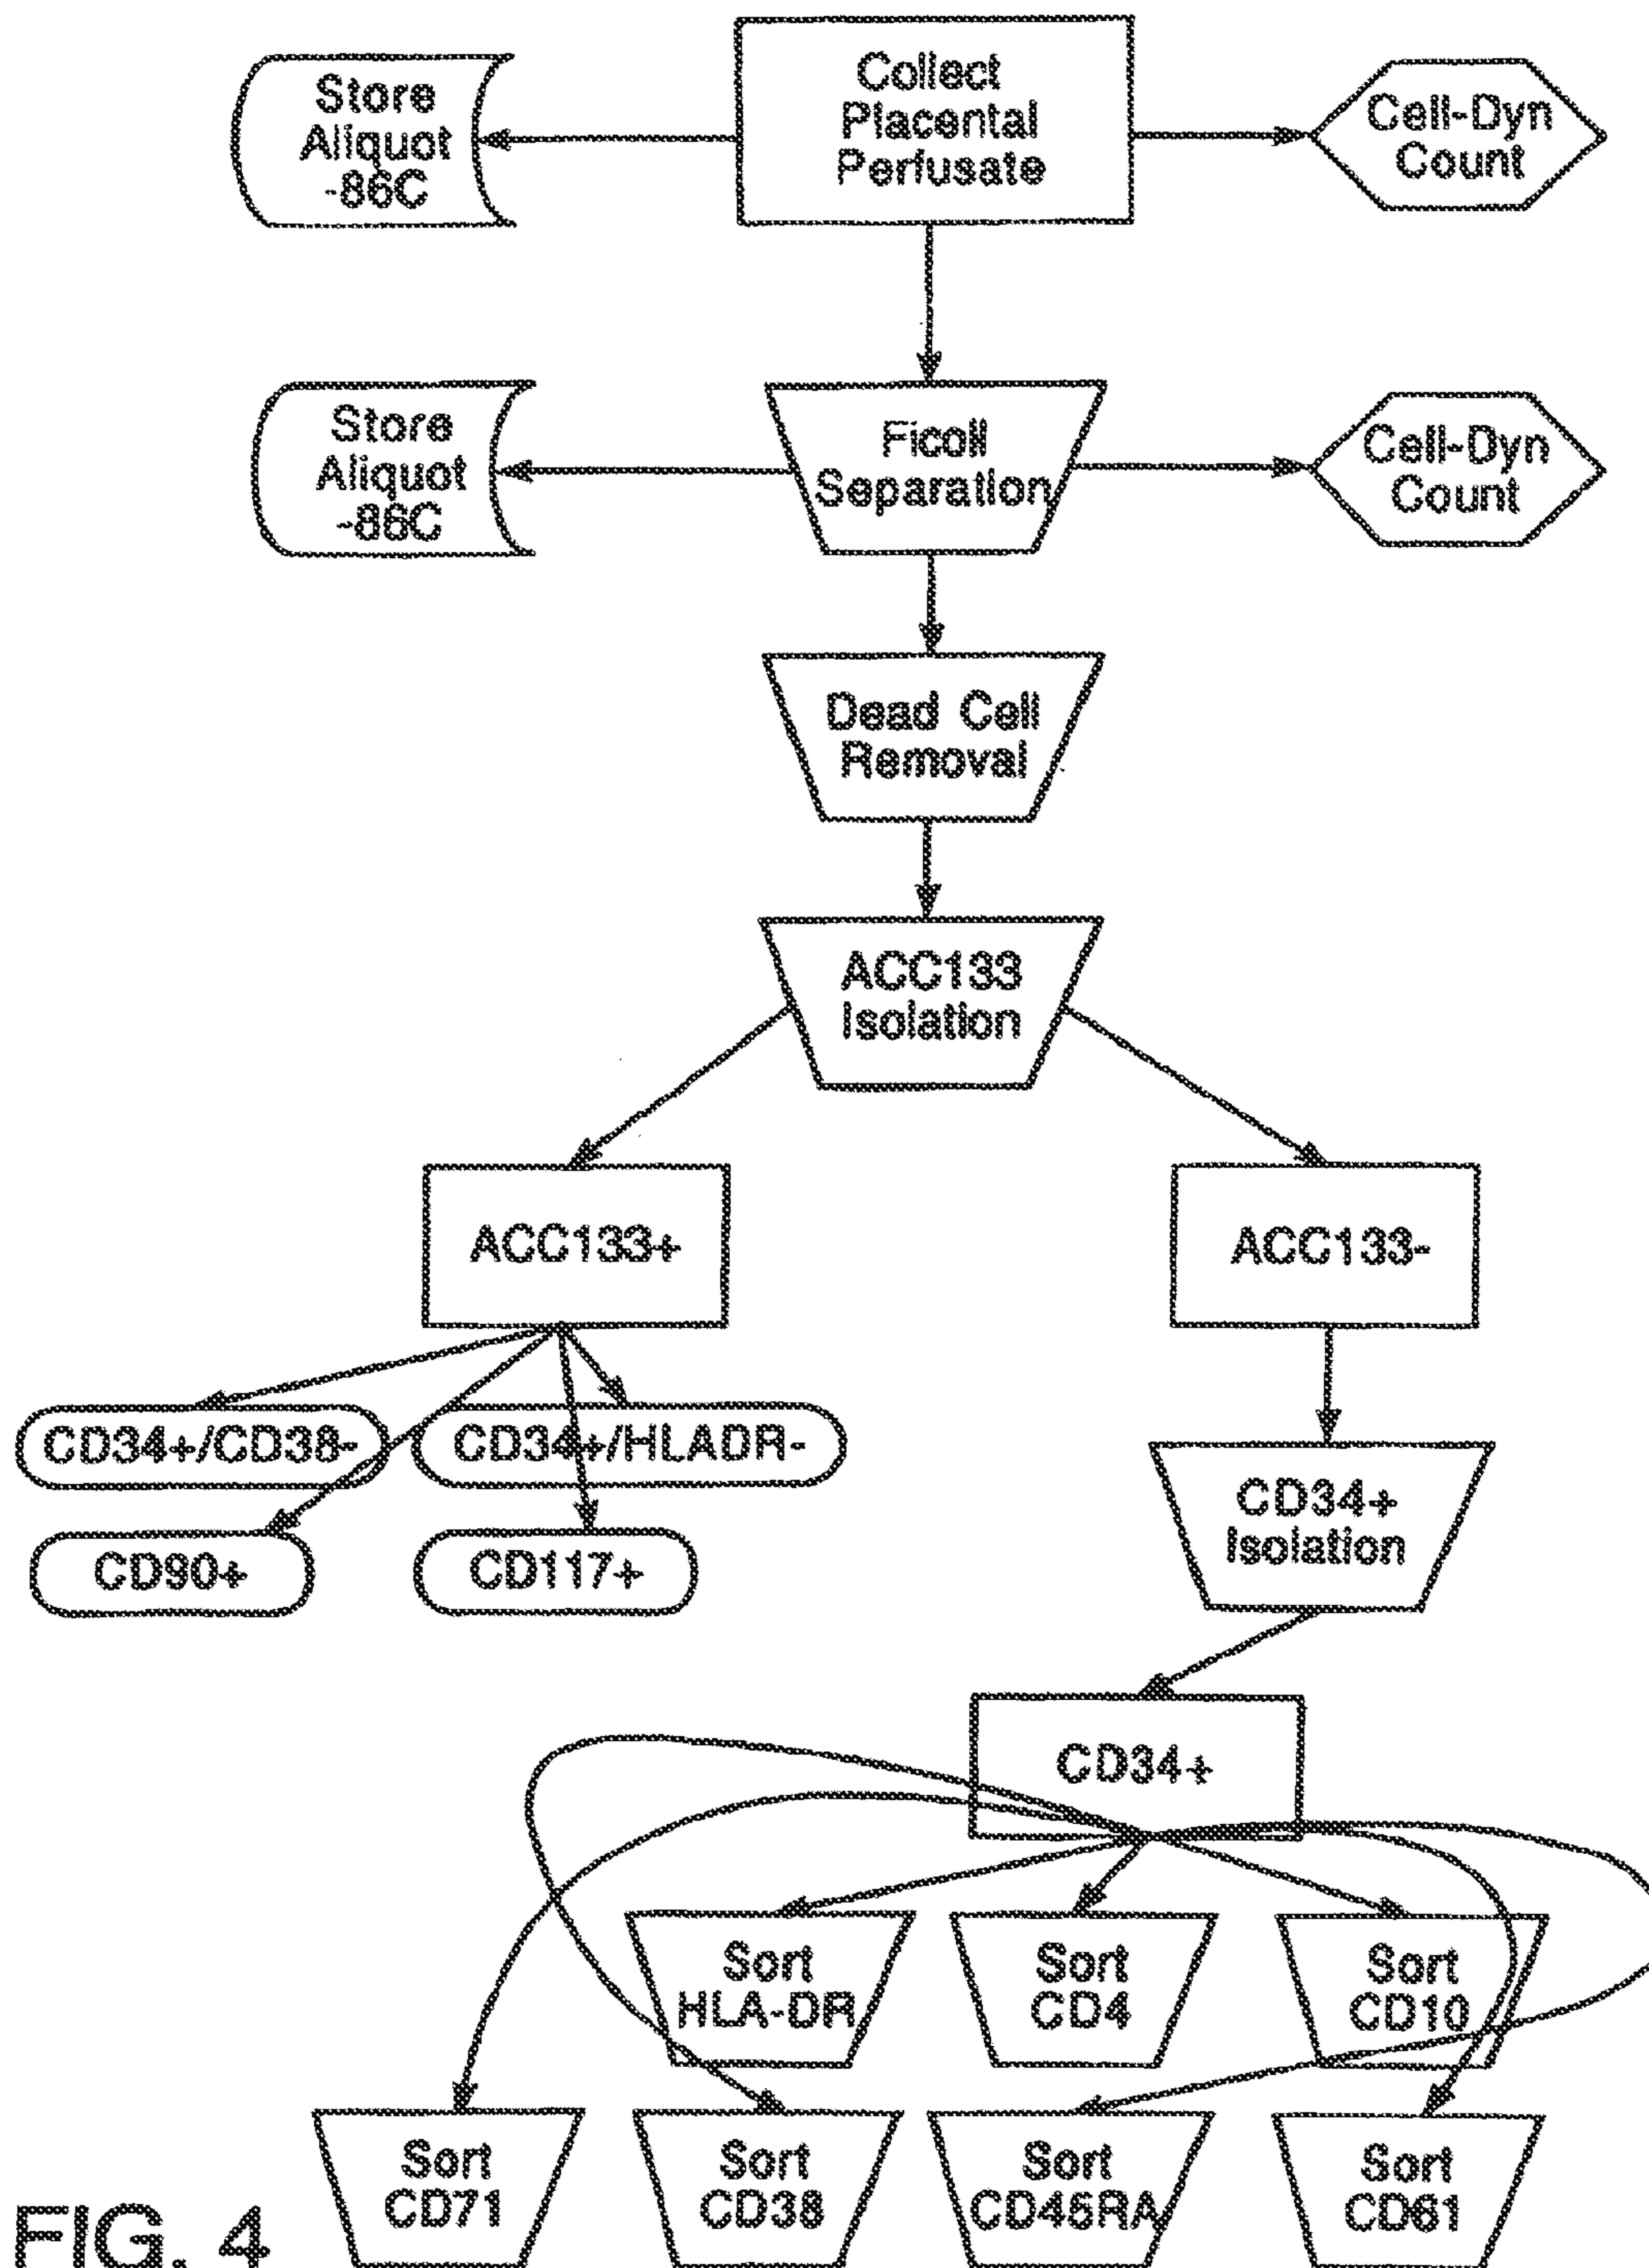 Store
Aliquot
-86C
Collect
Placental
Perfusate
Cell-Dyn
Count
Store
Aliquot
-86C
Ficoll
Separation
Cell-Dyn
Count
Dead Cell
Removal
ACC133
Isolation
ACC133+
ACC133-
CD34+/CD38-
CD34+/HLADR-
CD90+
CD117+
CD34+
Isolation
CD34+
Sort
HLA-DR
Sort
CD4
Sort
CD10
Sort
CD71
Sort
CD38
Sort
CD45RA
Sort
CD61
FIG. 4